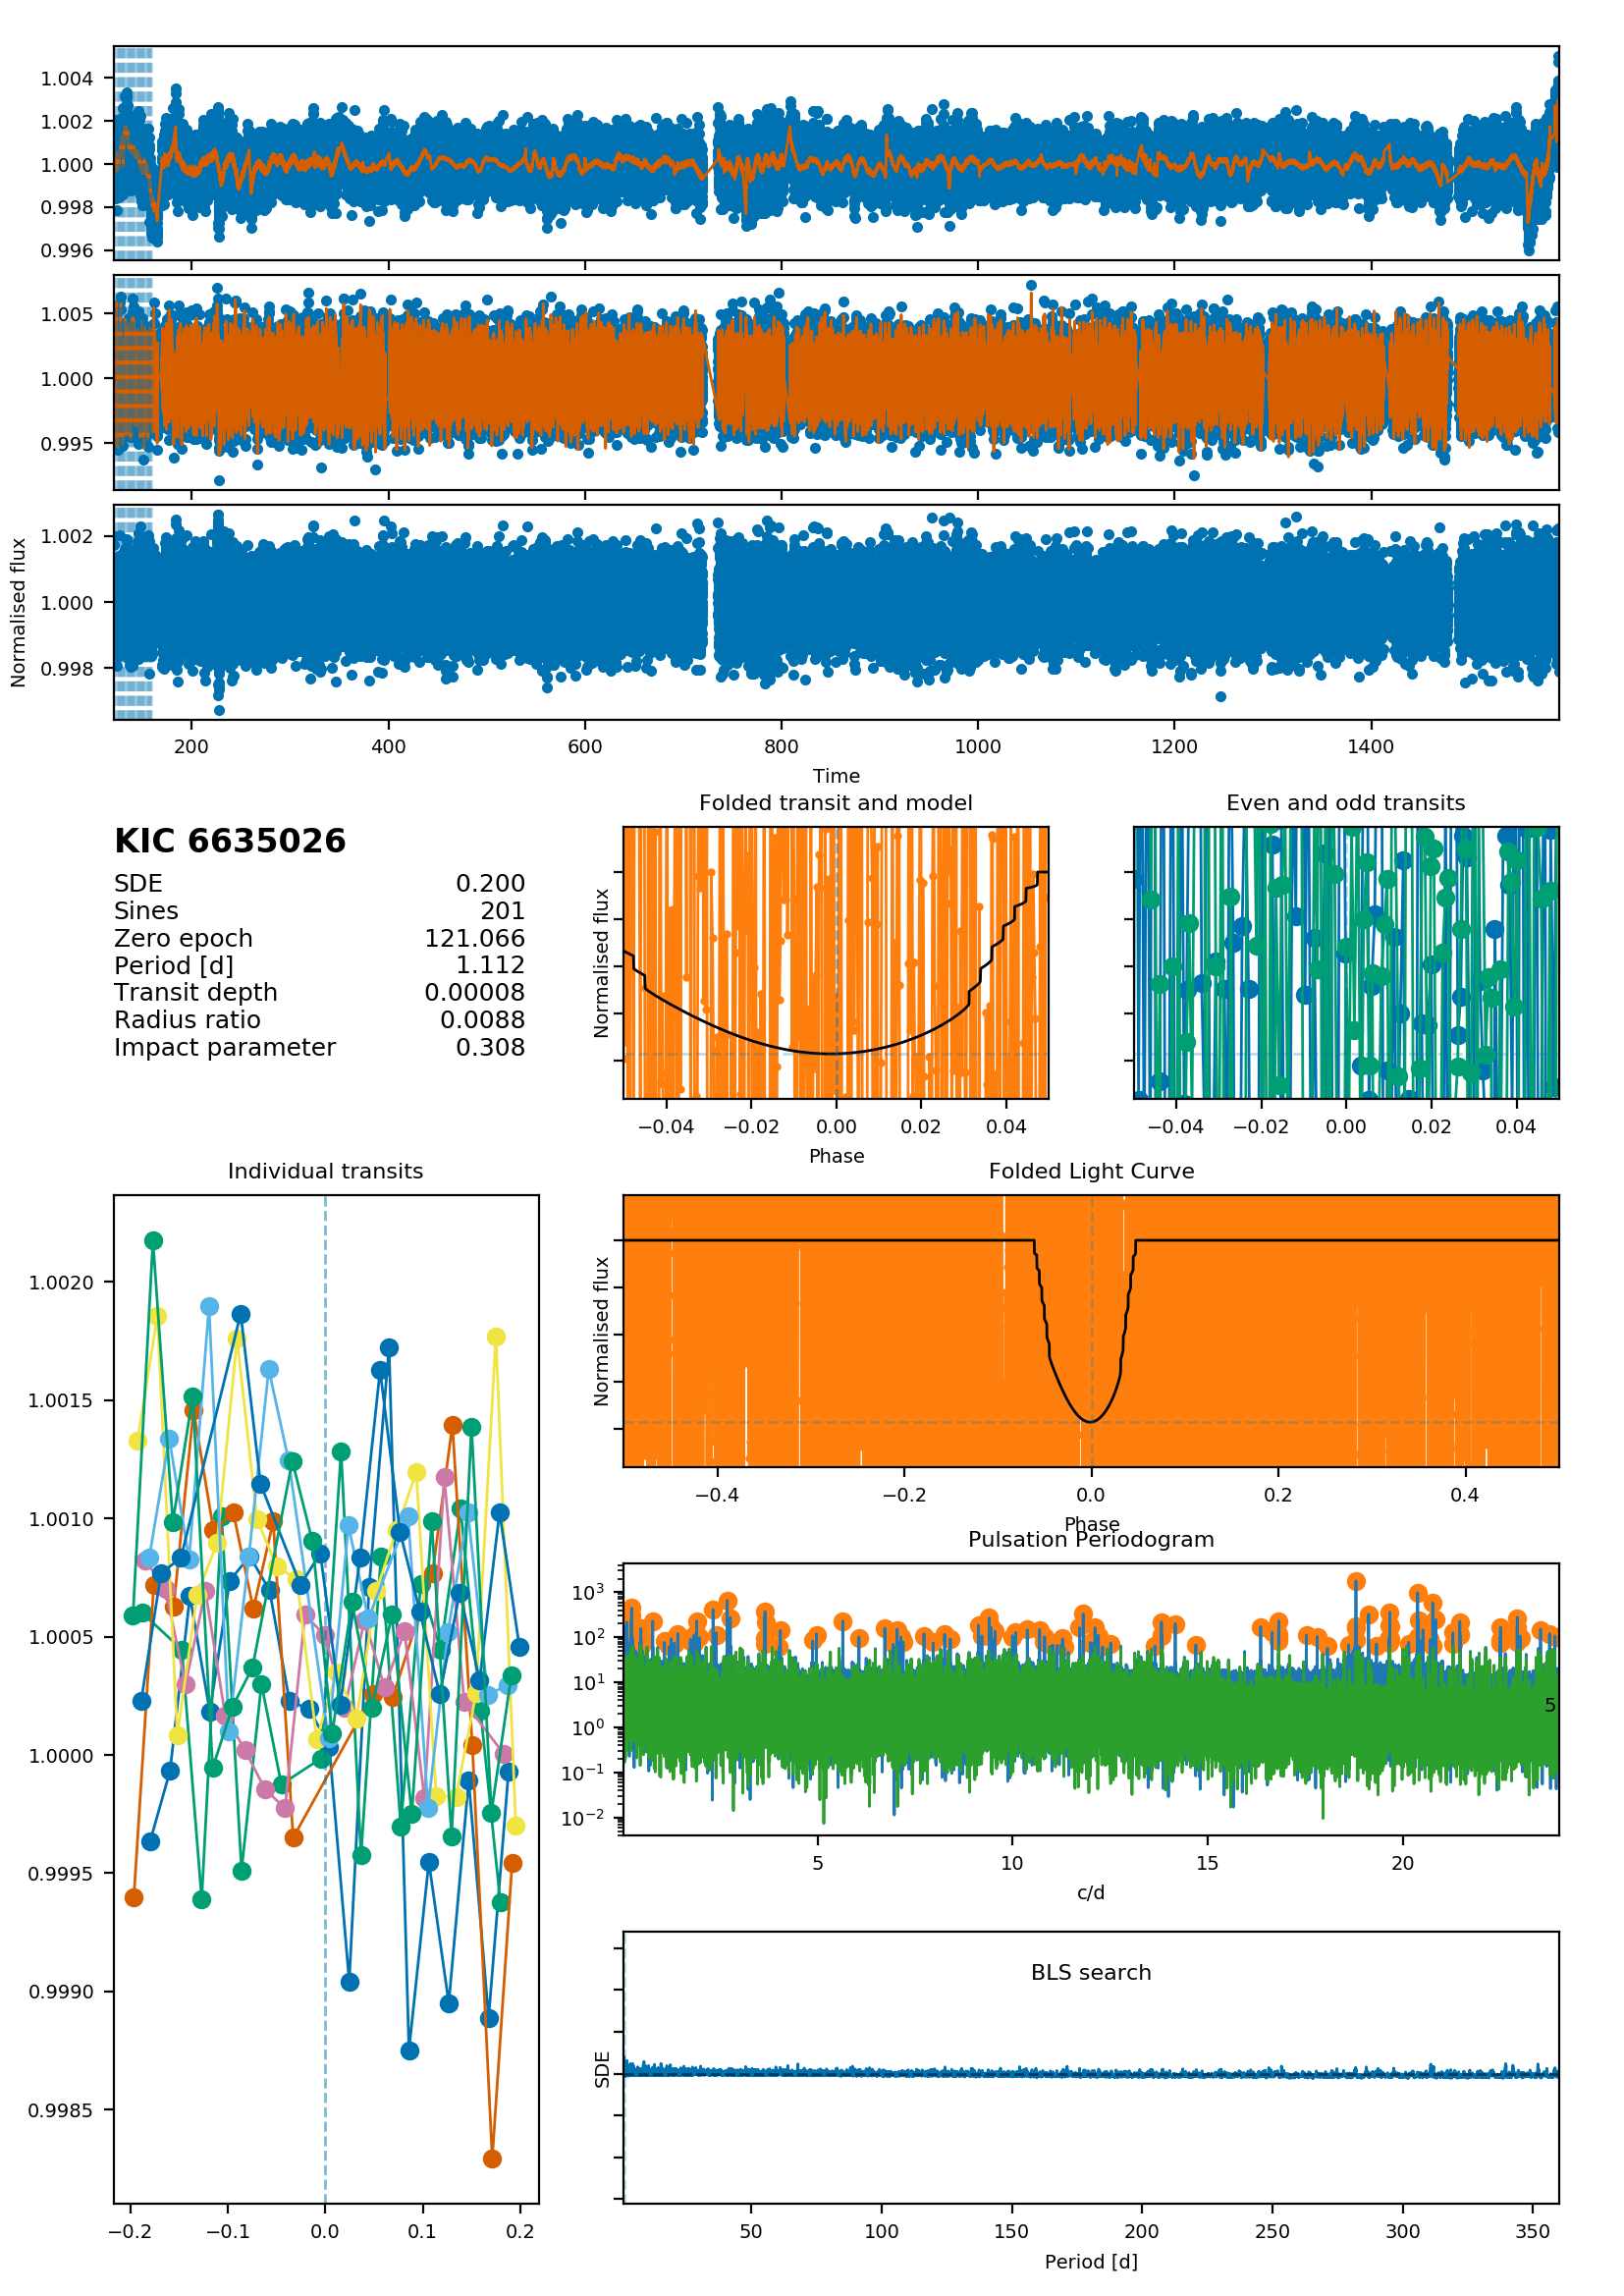 1.004
1.002
1.000
0.998
0.996
1.005
1.000
0.995
1.002
1.000
0.998
Normalised flux
200 400 600 800 1000 1200 1400
Time
KIC 6635026
SDE 0.200
Sines 201
Zero epoch 121.066
Period [d] 1.112
Transit depth 0.00008
Radius ratio 0.0088
Impact parameter 0.308
Folded transit and model
Normalised flux
−0.04 −0.02 0.00 0.02 0.04
Phase
Even and odd transits
−0.04 −0.02 0.00 0.02 0.04
Individual transits
1.0020
1.0015
1.0010
1.0005
1.0000
0.9995
0.9990
0.9985
−0.2 −0.1 0.0 0.1 0.2
Folded Light Curve
Normalised flux
−0.4 −0.2 0.0 0.2 0.4
Phase
Pulsation Periodogram
10³
10²
10¹
10⁰
10⁻¹
10⁻²
5
5 10 15 20
c/d
BLS search
SDE
50 100 150 200 250 300 350
Period [d]